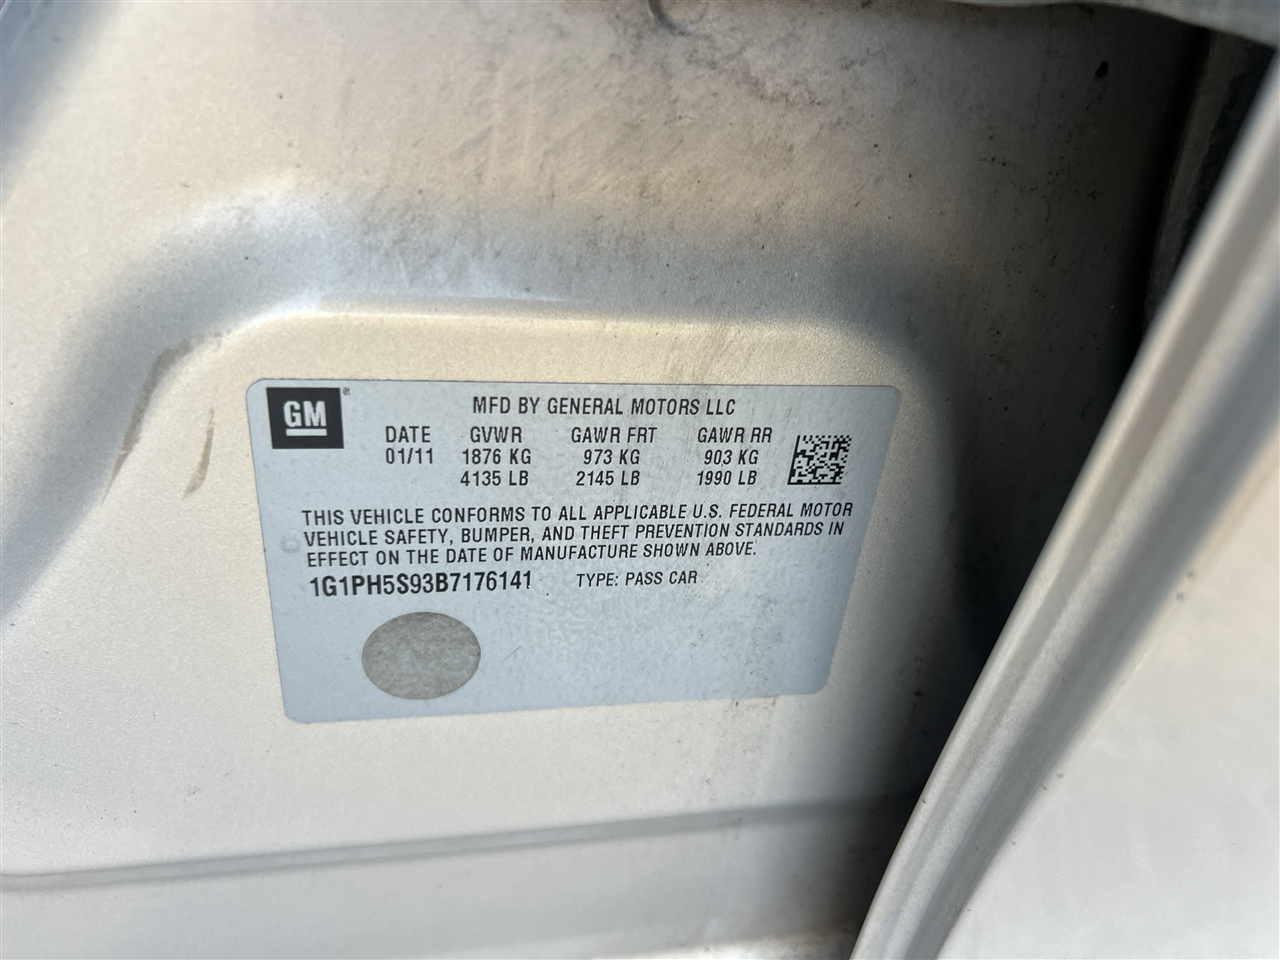 GM®
MFD BY GENERAL MOTORS LLC
DATE GVWR GAWR FRT GAWR RR
01/11 1876 KG 973 KG 903 KG
4135 LB 2145 LB 1990 LB
THIS VEHICLE CONFORMS TO ALL APPLICABLE U.S. FEDERAL MOTOR
VEHICLE SAFETY, BUMPER, AND THEFT PREVENTION STANDARDS IN
EFFECT ON THE DATE OF MANUFACTURE SHOWN ABOVE.
1G1PH5S93B7176141 TYPE: PASS CAR